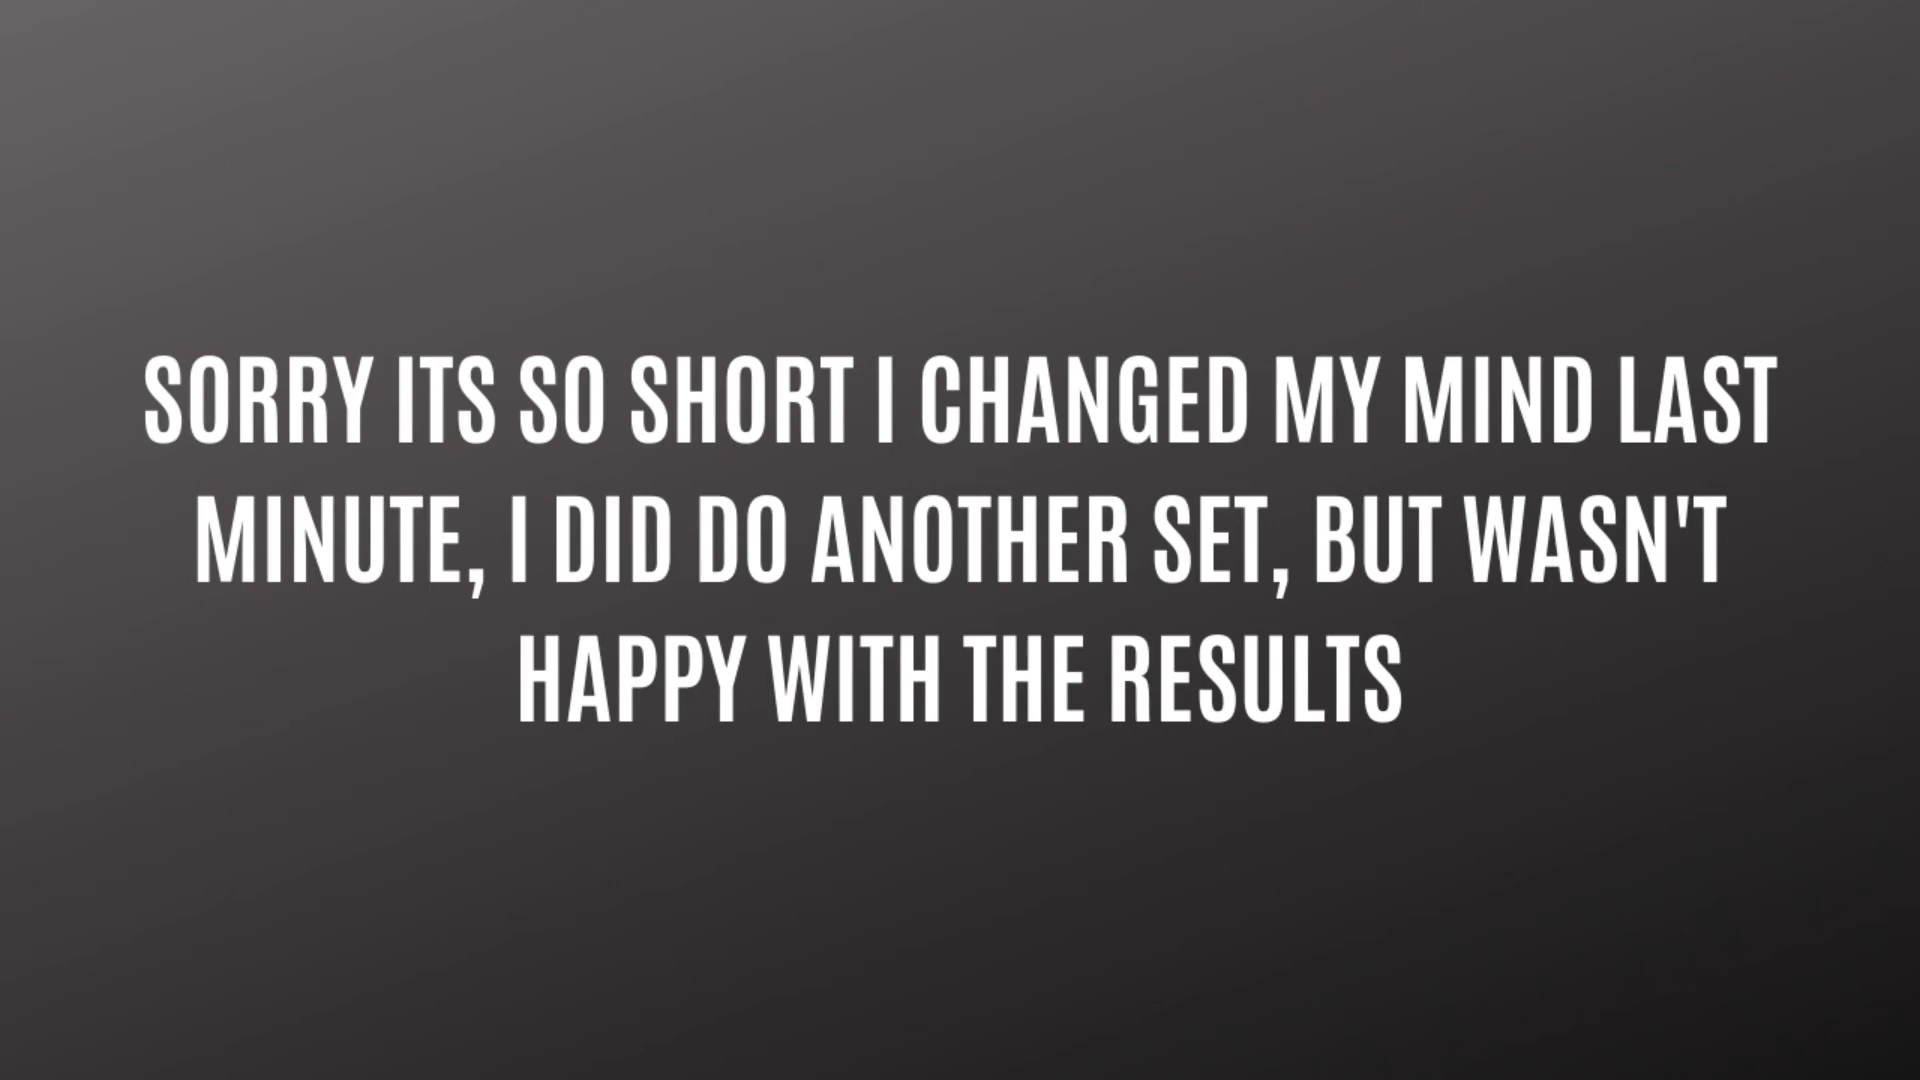 SORRY ITS SO SHORT I CHANGED MY MIND LAST
MINUTE, I DID DO ANOTHER SET, BUT WASN'T
HAPPY WITH THE RESULTS